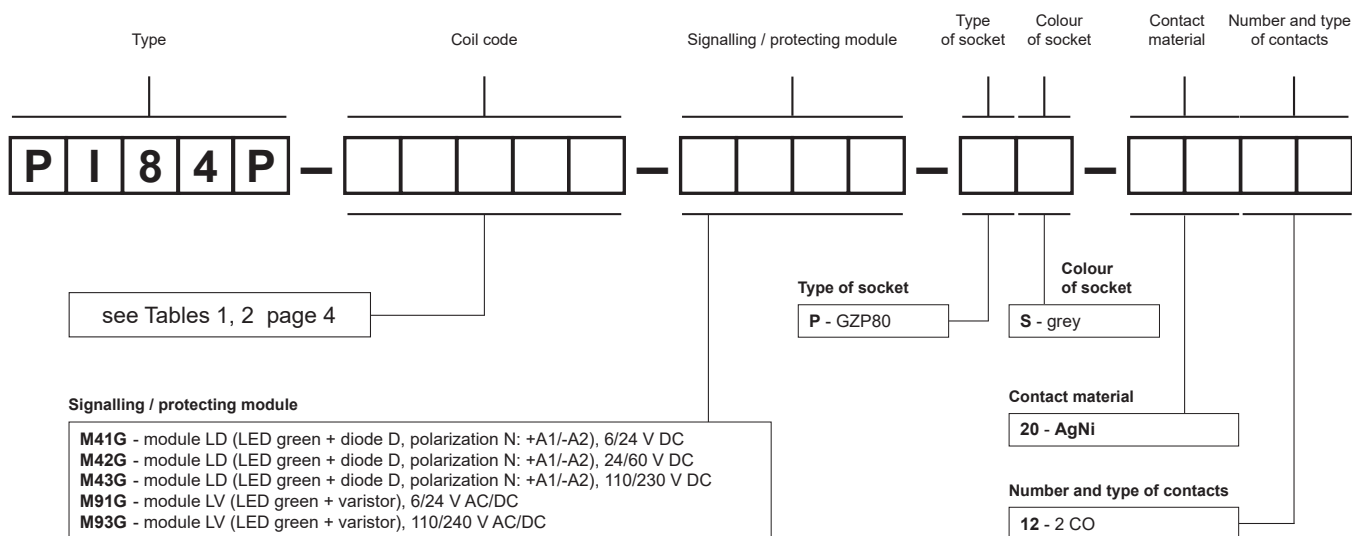 Type
Coil code
Signalling / protecting module
Type
of socket
Colour
of socket
Contact
material
Number and type
of contacts
P I 8 4 P – – – –
see Tables 1, 2 page 4
Type of socket
P - GZP80
Colour
of socket
S - grey
Signalling / protecting module
M41G - module LD (LED green + diode D, polarization N: +A1/-A2), 6/24 V DC
M42G - module LD (LED green + diode D, polarization N: +A1/-A2), 24/60 V DC
M43G - module LD (LED green + diode D, polarization N: +A1/-A2), 110/230 V DC
M91G - module LV (LED green + varistor), 6/24 V AC/DC
M93G - module LV (LED green + varistor), 110/240 V AC/DC
Contact material
20 - AgNi
Number and type of contacts
12 - 2 CO